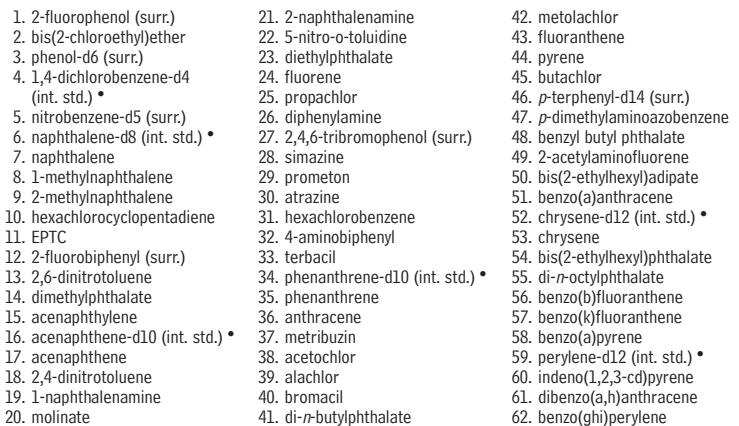 1. 2-fluorophenol (surr.)
2. bis(2-chloroethyl)ether
3. phenol-d6 (surr.)
4. 1,4-dichlorobenzene-d4
(int. std.) •
5. nitrobenzene-d5 (surr.)
6. naphthalene-d8 (int. std.) •
7. naphthalene
8. 1-methylnaphthalene
9. 2-methylnaphthalene
10. hexachlorocyclopentadiene
11. EPTC
12. 2-fluorobiphenyl (surr.)
13. 2,6-dinitrotoluene
14. dimethylphthalate
15. acenaphthylene
16. acenaphthene-d10 (int. std.) •
17. acenaphthene
18. 2,4-dinitrotoluene
19. 1-naphthalenamine
20. molinate
21. 2-naphthalenamine
22. 5-nitro-o-toluidine
23. diethylphthalate
24. fluorene
25. propachlor
26. diphenylamine
27. 2,4,6-tribromophenol (surr.)
28. simazine
29. prometon
30. atrazine
31. hexachlorobenzene
32. 4-aminobiphenyl
33. terbacil
34. phenanthrene-d10 (int. std.) •
35. phenanthrene
36. anthracene
37. metribuzin
38. acetochlor
39. alachlor
40. bromacil
41. di-n-butylphthalate
42. metolachlor
43. fluoranthene
44. pyrene
45. butachlor
46. p-terphenyl-d14 (surr.)
47. p-dimethylaminoazobenzene
48. benzyl butyl phthalate
49. 2-acetylaminofluorene
50. bis(2-ethylhexyl)adipate
51. benzo(a)anthracene
52. chrysene-d12 (int. std.) •
53. chrysene
54. bis(2-ethylhexyl)phthalate
55. di-n-octylphthalate
56. benzo(b)fluoranthene
57. benzo(k)fluoranthene
58. benzo(a)pyrene
59. perylene-d12 (int. std.) •
60. indeno(1,2,3-cd)pyrene
61. dibenzo(a,h)anthracene
62. benzo(ghi)perylene